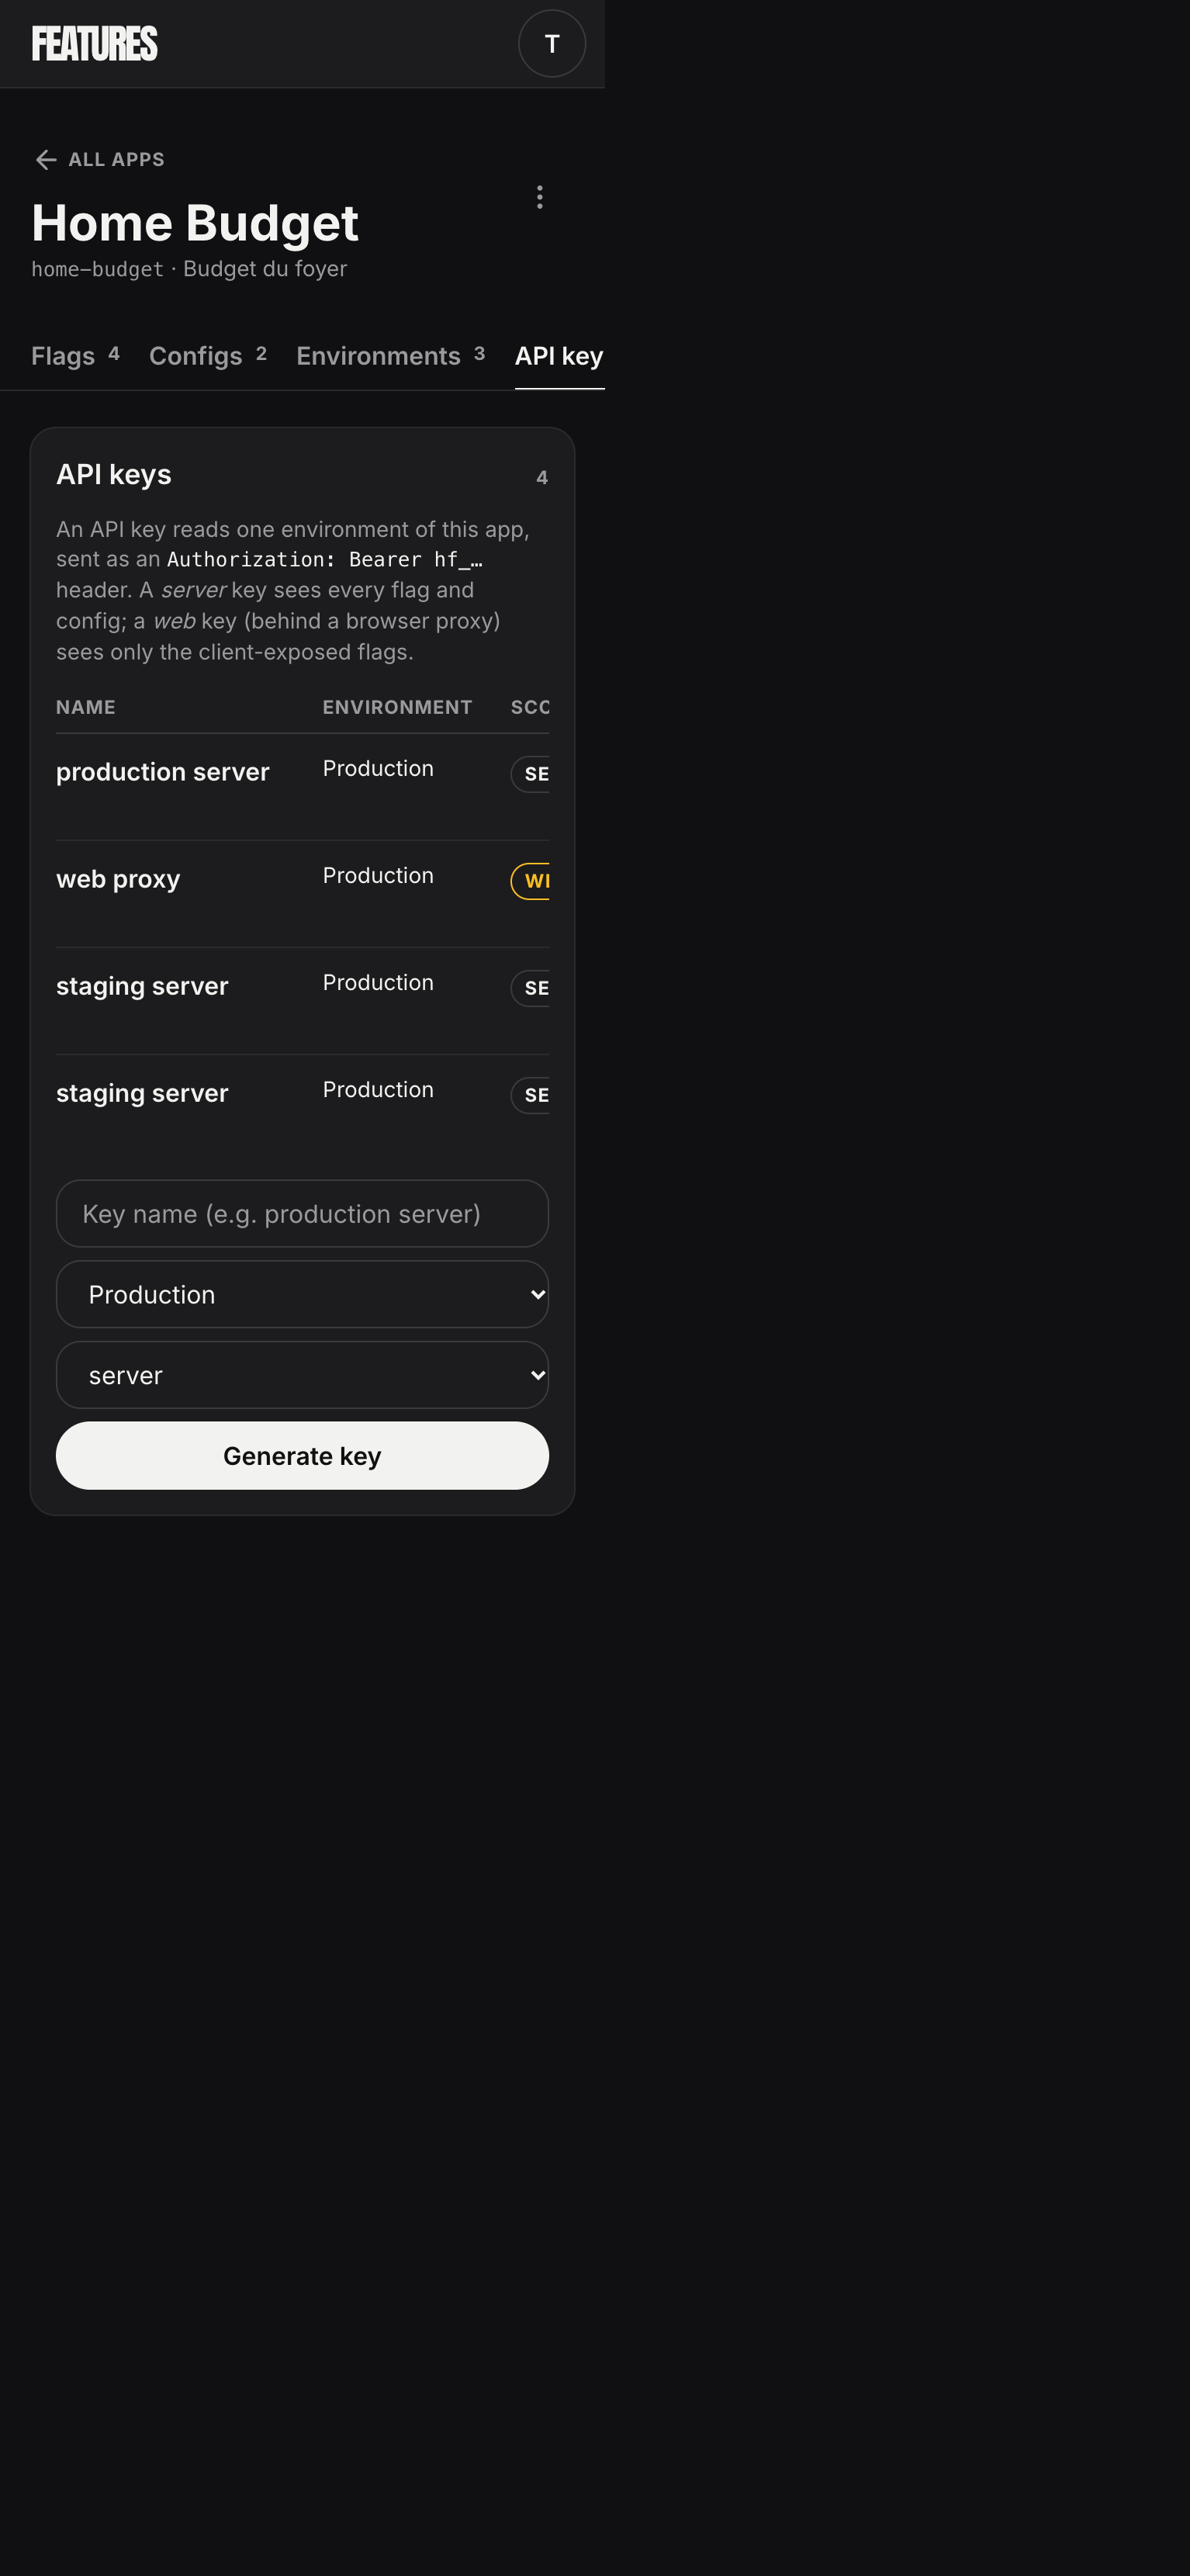 FEATURES
T
ALL APPS
Home Budget
home-budget · Budget du foyer
Flags 4 Configs 2 Environments 3 API key
API keys 4
An API key reads one environment of this app,
sent as an Authorization: Bearer hf_…
header. A server key sees every flag and
config; a web key (behind a browser proxy)
sees only the client-exposed flags.
NAME ENVIRONMENT
production server Production SE
web proxy Production
staging server Production SE
staging server Production SE
Key name (e.g. production server)
Production
server
Generate key